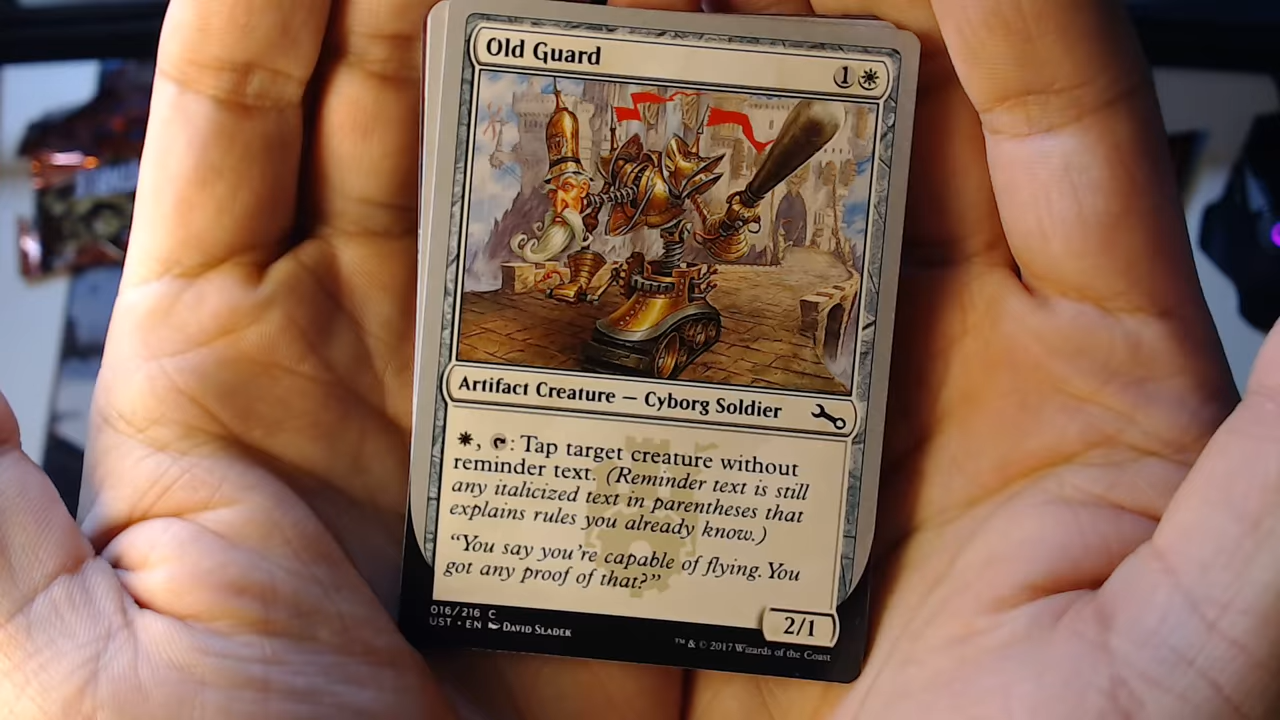 Old Guard
1
Artifact Creature — Cyborg Soldier
, : Tap target creature without
reminder text. (Reminder text is still
any italicized text in parentheses that
explains rules you already know.)
“You say you’re capable of flying. You
got any proof of that?”
2/1
016/216 C
UST • EN DAVID SLADEK
™ & © 2017 Wizards of the Coast